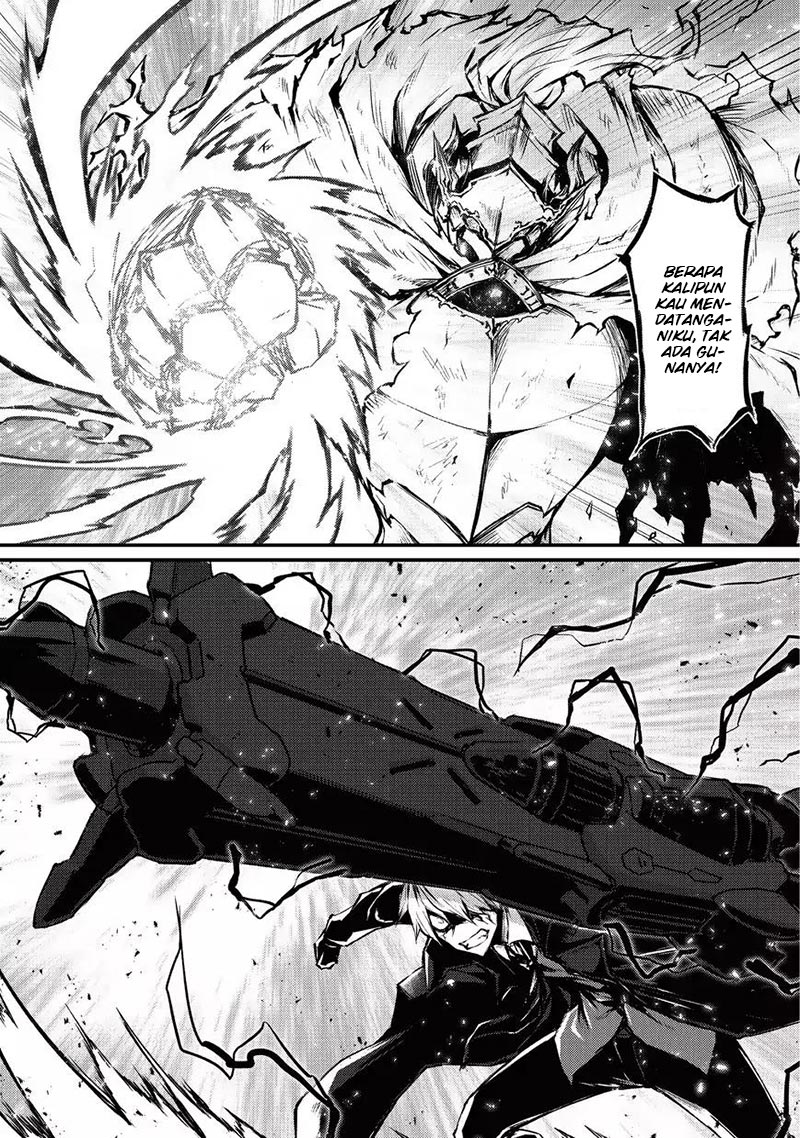 BERAPA
KALIPUN
KAU MEN-
DATANGA-
NIKU, TAK
ADA GU-
NANYA!